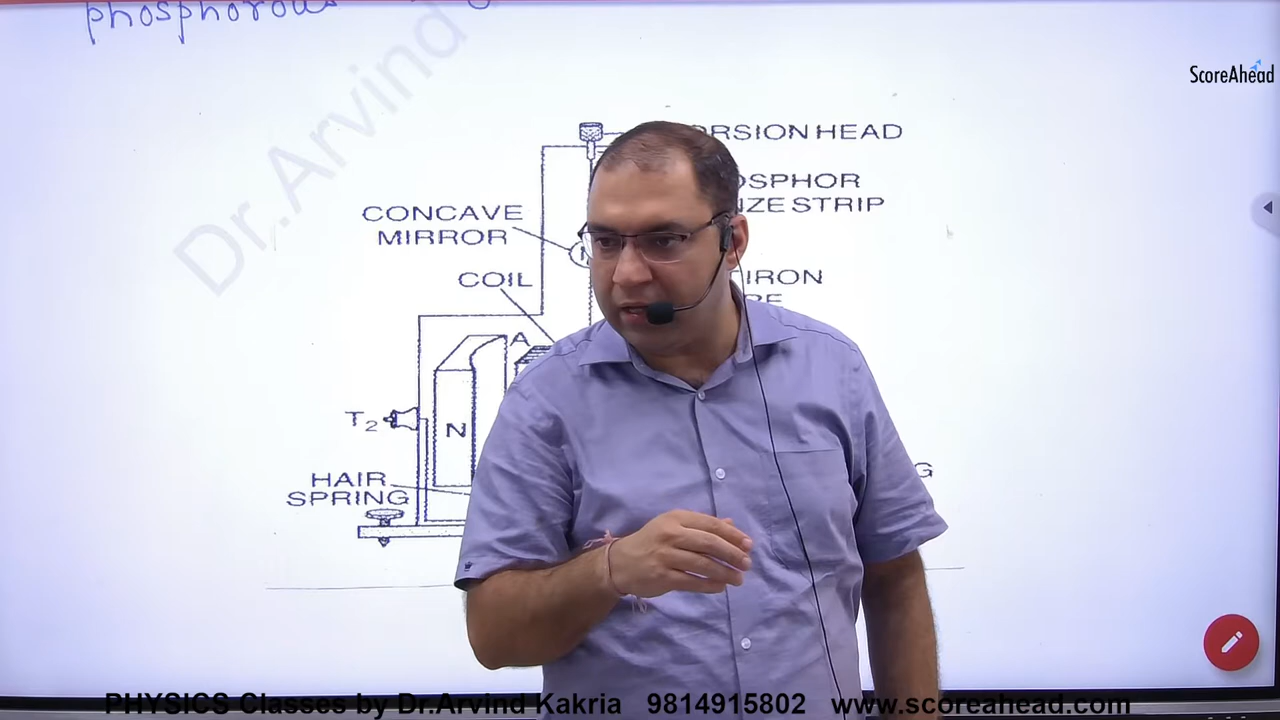 phosphorous
ScoreAhead
Dr.Arvind
ORSION HEAD
OSPHOR
NZE STRIP
CONCAVE
MIRROR
IRON
COIL
A
T2
N
HAIR
SPRING
G
PHYSICS Classes by Dr.Arvind Kakria 9814915802 www.scoreahead.com